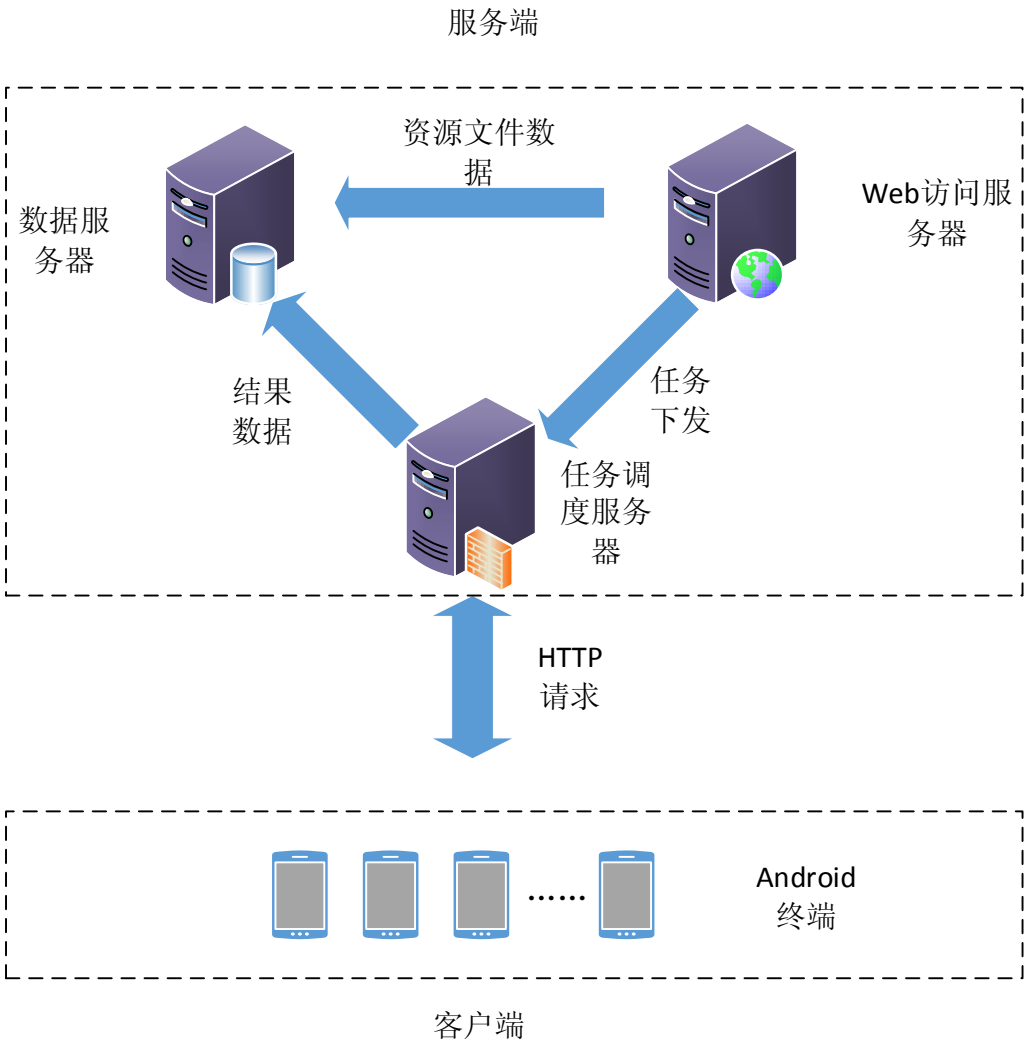 服务端
资源文件数
据
数据服
务器
Web访问服
务器
结果
数据
任务
下发
任务调
度服务
器
HTTP
请求
……
Android
终端
客户端